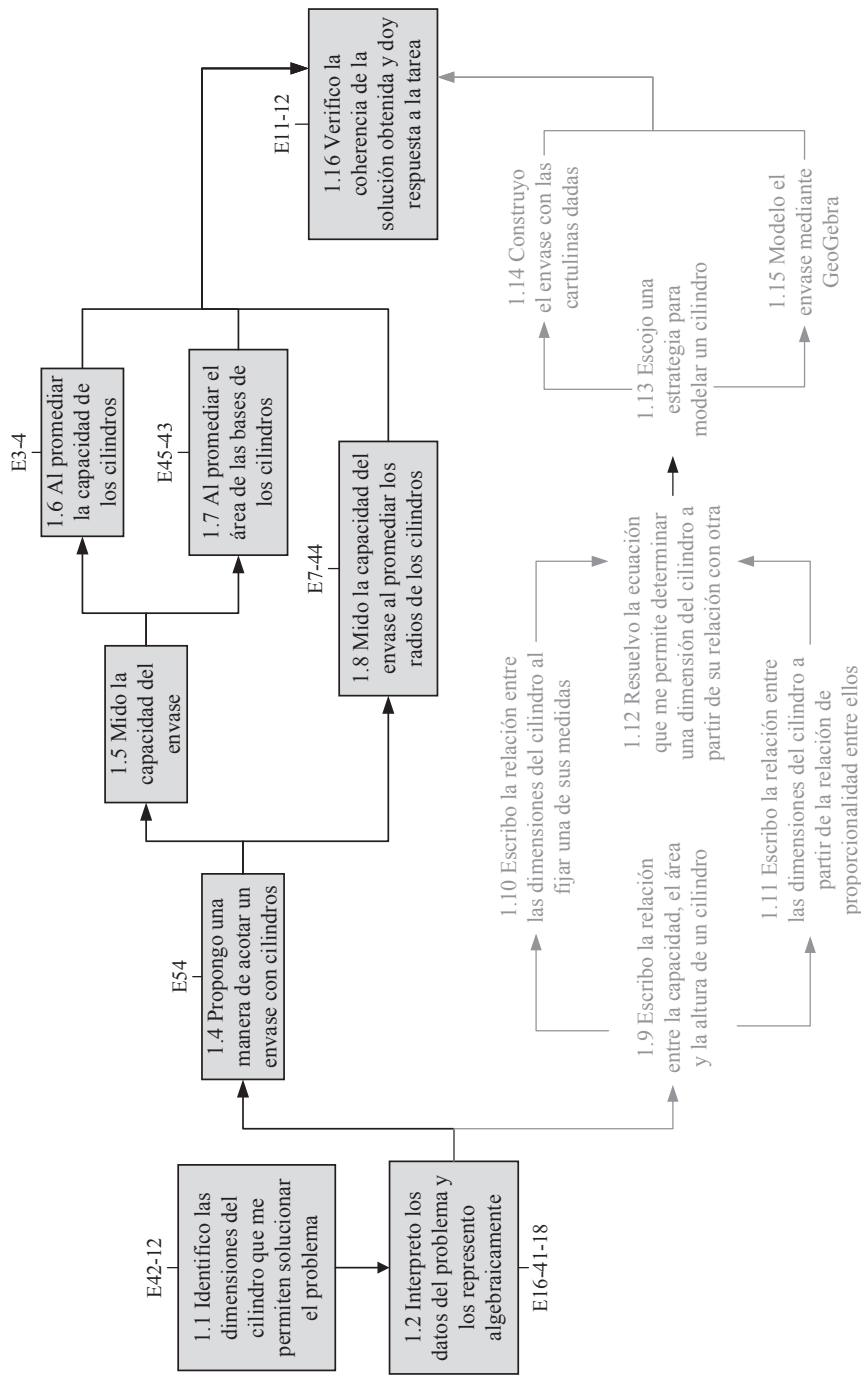 E42-12
1.1 Identifico las
dimensiones del
cilindro que me
permiten solucionar
el problema
1.2 Interpreto los
datos del problema y
los represento
algebraicamente
E16-41-18
E54
1.4 Propongo una
manera de acotar un
envase con cilindros
1.5 Mido la
capacidad del
envase
E3-4
1.6 Al promediar
la capacidad de
los cilindros
E45-43
1.7 Al promediar el
área de las bases de
los cilindros
E7-44
1.8 Mido la capacidad del
envase al promediar los
radios de los cilindros
1.9 Escribo la relación
entre la capacidad, el área
y la altura de un cilindro
1.10 Escribo la relación entre
las dimensiones del cilindro al
fijar una de sus medidas
1.11 Escribo la relación entre
las dimensiones del cilindro a
partir de la relación de
proporcionalidad entre ellos
1.12 Resuelvo la ecuación
que me permite determinar
una dimensión del cilindro a
partir de su relación con otra
1.13 Escojo una
estrategia para
modelar un cilindro
1.14 Construyo
el envase con las
cartulinas dadas
1.15 Modelo el
envase mediante
GeoGebra
E11-12
1.16 Verifico la
coherencia de la
solución obtenida y doy
respuesta a la tarea